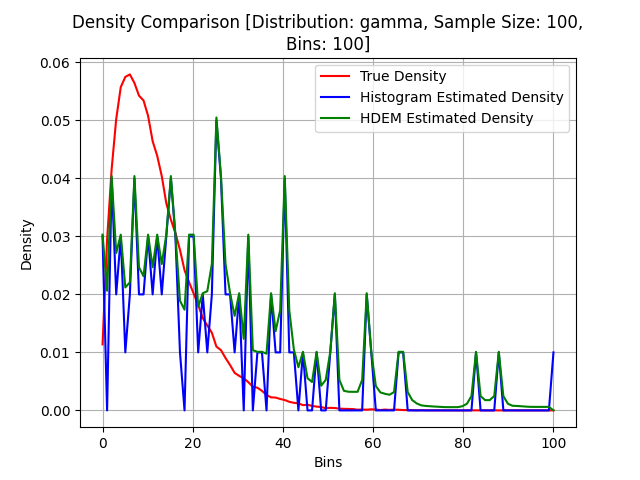 Density Comparison [Distribution: gamma, Sample Size: 100,
Bins: 100]
True Density
Histogram Estimated Density
HDEM Estimated Density
Density
0.06
0.05
0.04
0.03
0.02
0.01
0.00
0 20 40 60 80 100
Bins